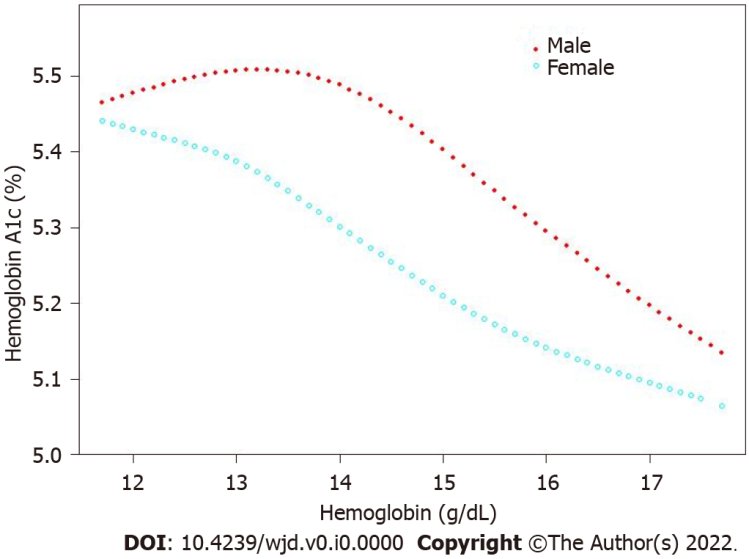 Male
Female
5.5
5.4
5.3
5.2
5.1
5.0
Hemoglobin A1c (%)
12 13 14 15 16 17
Hemoglobin (g/dL)
DOI: 10.4239/wjd.v0.i0.0000 Copyright ©The Author(s) 2022.